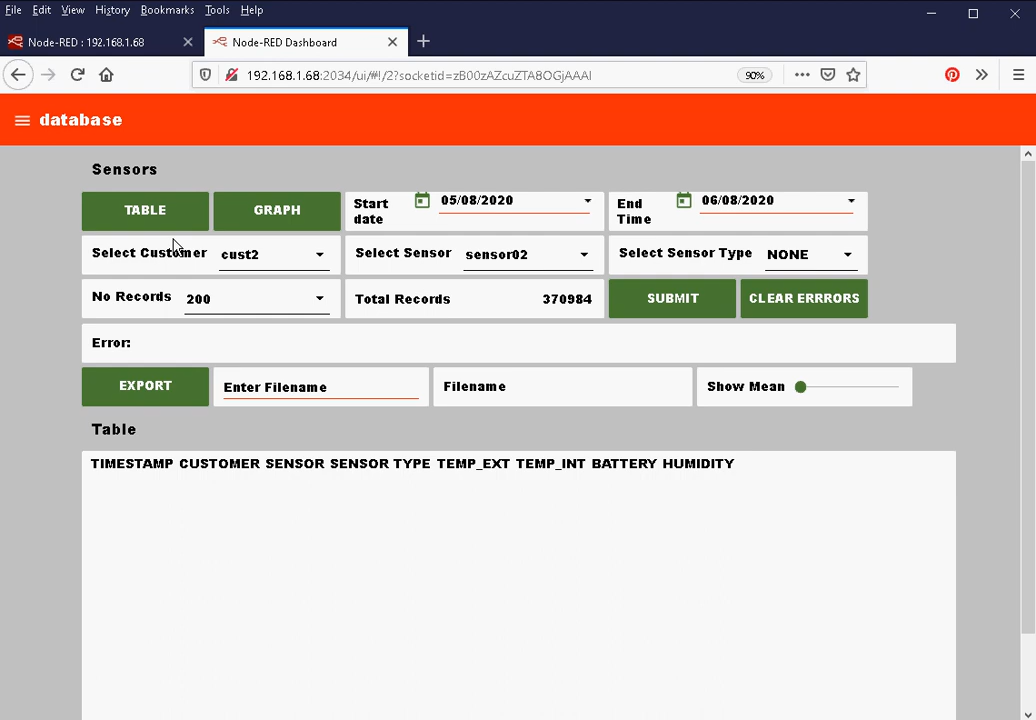 File Edit View History Bookmarks Tools Help
Node-RED : 192.168.1.68
Node-RED Dashboard
192.168.1.68:2034/ui/#!/2?socketid=zB00zAZcuZTA8OGjAAAI
90%
database
Sensors
TABLE GRAPH Start date 05/08/2020 End Time 06/08/2020
Select Customer cust2 Select Sensor sensor02 Select Sensor Type NONE
No Records 200 Total Records 370984 SUBMIT CLEAR ERRRORS
Error:
EXPORT Enter Filename Filename Show Mean
Table
TIMESTAMP CUSTOMER SENSOR SENSOR TYPE TEMP_EXT TEMP_INT BATTERY HUMIDITY